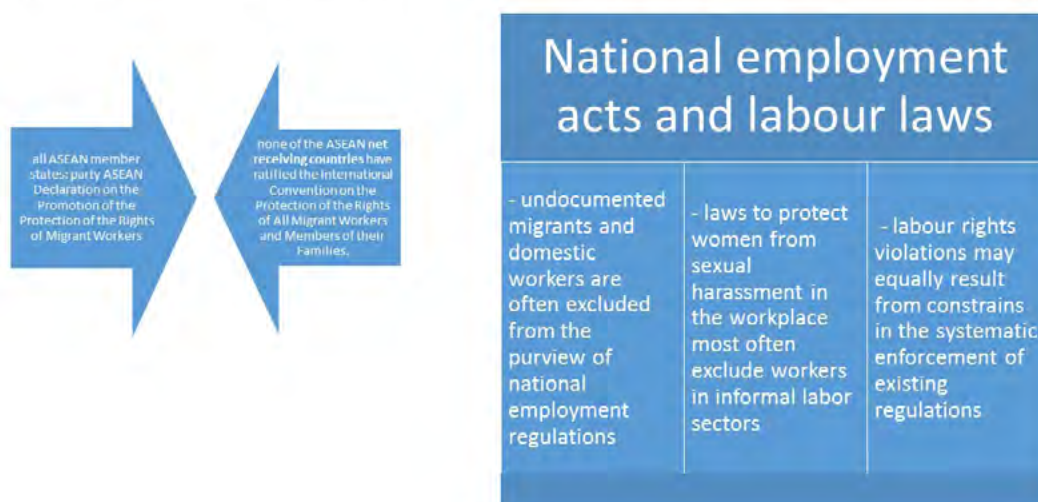 all ASEAN member
states: party ASEAN
Declaration on the
Promotion of the
Protection of the Rights
of Migrant Workers
none of the ASEAN net
receiving countries have
ratified the International
Convention on the
Protection of the Rights
of All Migrant Workers
and Members of their
Families.
National employment
acts and labour laws
- undocumented
migrants and
domestic
workers are
often excluded
from the
purview of
national
employment
regulations
- laws to protect
women from
sexual
harassment in
the workplace
most often
exclude workers
in informal labor
sectors
- labour rights
violations may
equally result
from constrains
in the systematic
enforcement of
existing
regulations